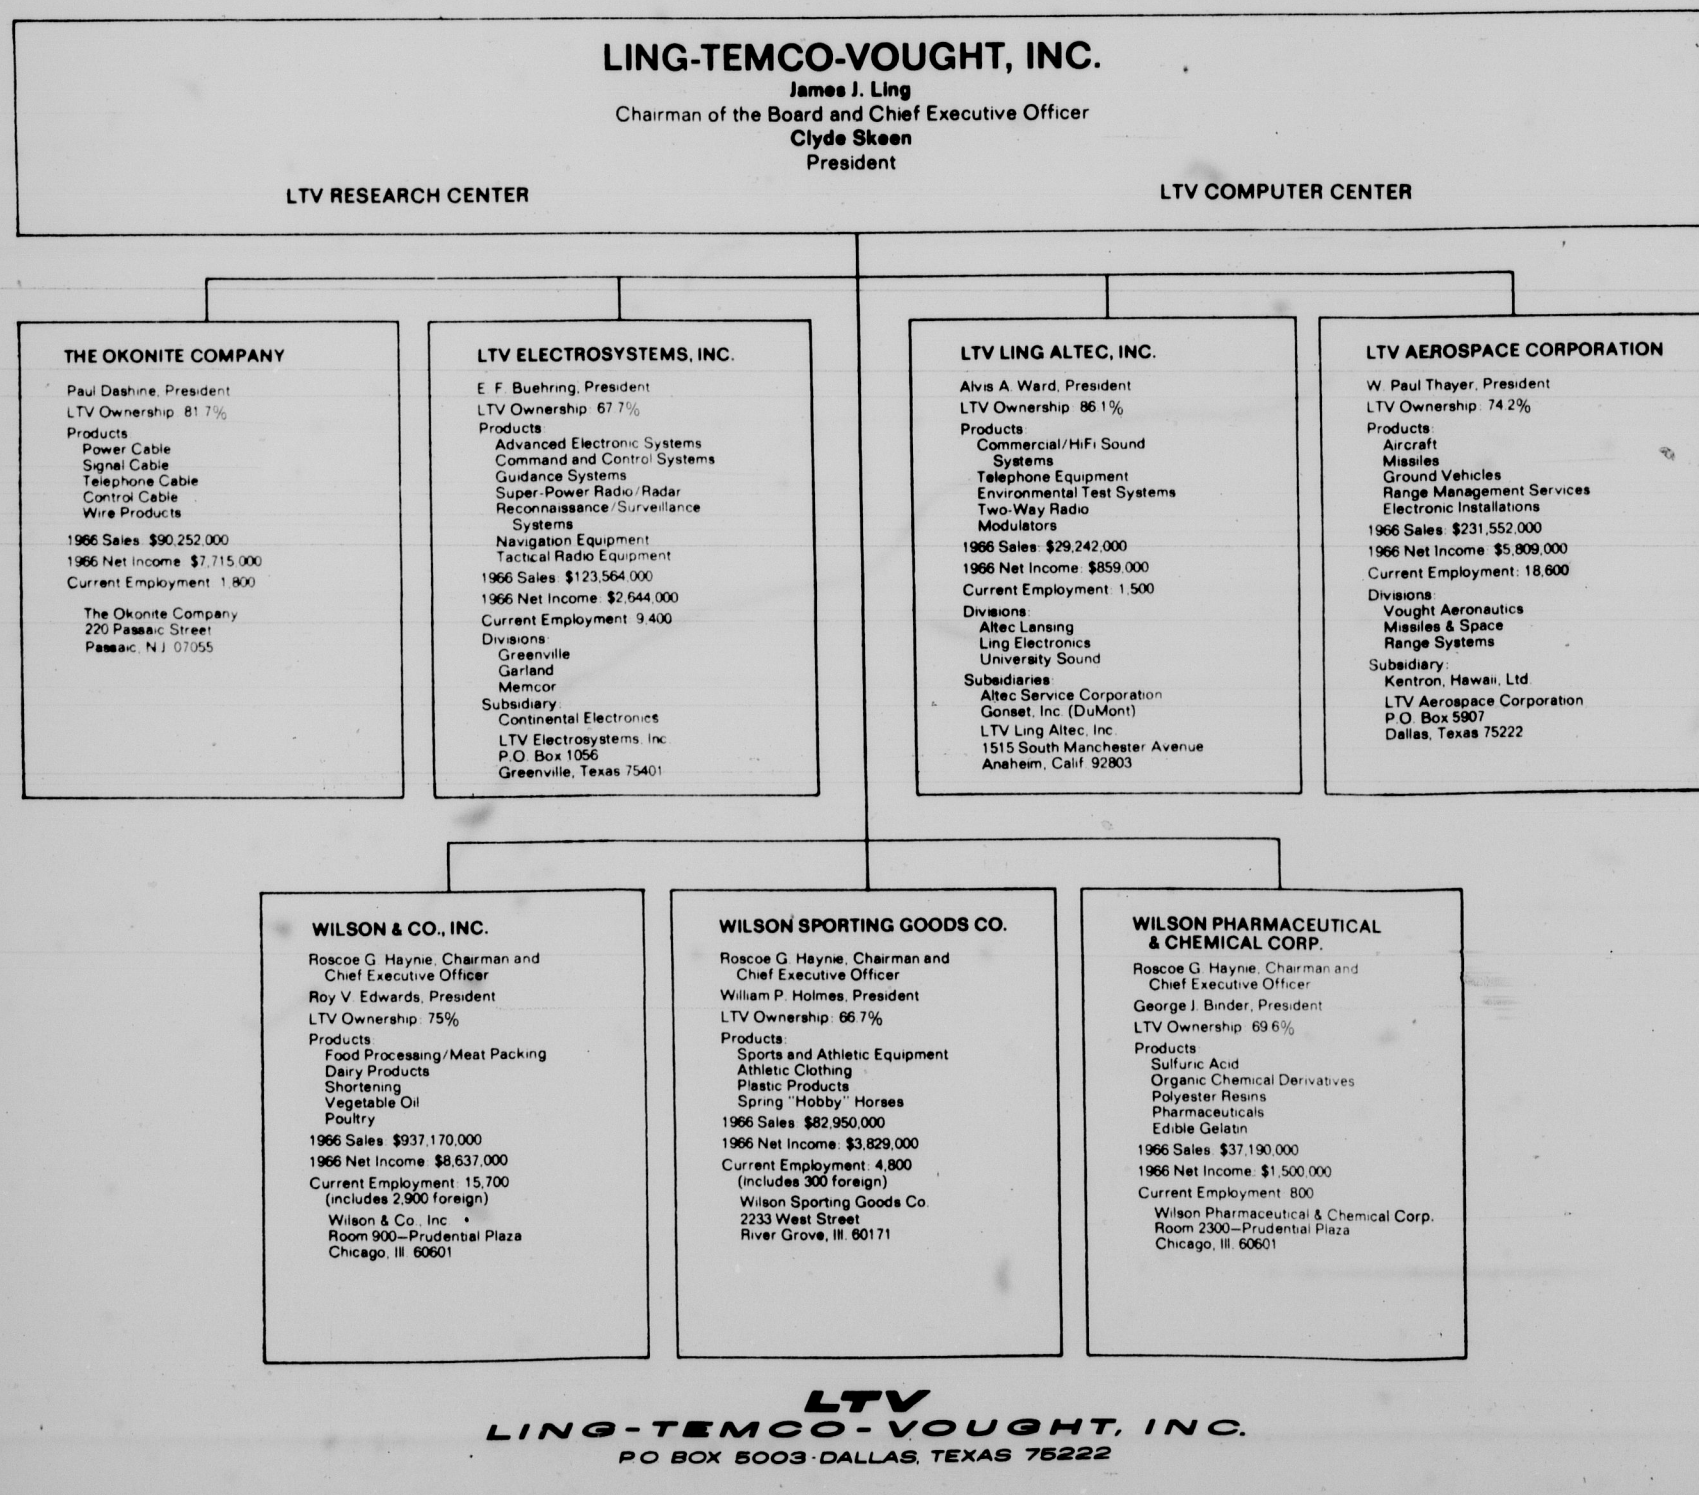 LING-TEMCO-VOUGHT, INC.
James J. Ling
Chairman of the Board and Chief Executive Officer
Clyde Skeen
President
LTV RESEARCH CENTER
LTV COMPUTER CENTER
THE OKONITE COMPANY
Paul Dashine, President
LTV Ownership 81.7%
Products
Power Cable
Signal Cable
Telephone Cable
Control Cable
Wire Products
1966 Sales $90,252,000
1966 Net Income $7,715,000
Current Employment 1,800
The Okonite Company
220 Passaic Street
Passaic, N J 07055
LTV ELECTROSYSTEMS, INC.
E. F. Buehring, President
LTV Ownership: 67.7%
Products:
Advanced Electronic Systems
Command and Control Systems
Guidance Systems
Super-Power Radio/Radar
Reconnaissance/Surveillance
Systems
Navigation Equipment
Tactical Radio Equipment
1966 Sales: $123,564,000
1966 Net Income: $2,644,000
Current Employment 9,400
Divisions:
Greenville
Garland
Memcor
Subsidiary:
Continental Electronics
LTV Electrosystems, Inc.
P.O. Box 1056
Greenville, Texas 75401
LTV LING ALTEC, INC.
Alvis A. Ward, President
LTV Ownership: 86.1%
Products:
Commercial/HiFi Sound
Systems
Telephone Equipment
Environmental Test Systems
Two-Way Radio
Modulators
1966 Sales: $29,242,000
1966 Net Income: $859,000
Current Employment: 1,500
Divisions:
Altec Lansing
Ling Electronics
University Sound
Subsidiaries
Altec Service Corporation
Gonset, Inc. (DuMont)
LTV Ling Altec, Inc.
1515 South Manchester Avenue
Anaheim, Calif. 92803
LTV AEROSPACE CORPORATION
W. Paul Thayer, President
LTV Ownership: 74.2%
Products:
Aircraft
Missiles
Ground Vehicles
Range Management Services
Electronic Installations
1966 Sales: $231,552,000
1966 Net Income: $5,809,000
Current Employment: 18,600
Divisions:
Vought Aeronautics
Missiles & Space
Range Systems
Subsidiary:
Kentron, Hawaii, Ltd.
LTV Aerospace Corporation
P.O. Box 5907
Dallas, Texas 75222
WILSON & CO., INC.
Roscoe G. Haynie, Chairman and
Chief Executive Officer
Roy V. Edwards, President
LTV Ownership: 75%
Products:
Food Processing/Meat Packing
Dairy Products
Shortening
Vegetable Oil
Poultry
1966 Sales: $937,170,000
1966 Net Income: $8,637,000
Current Employment: 15,700
(includes 2,900 foreign)
Wilson & Co., Inc.
Room 900—Prudential Plaza
Chicago, Ill. 60601
WILSON SPORTING GOODS CO.
Roscoe G. Haynie, Chairman and
Chief Executive Officer
William P. Holmes, President
LTV Ownership: 66.7%
Products:
Sports and Athletic Equipment
Athletic Clothing
Plastic Products
Spring "Hobby" Horses
1966 Sales: $82,950,000
1966 Net Income: $3,829,000
Current Employment: 4,800
(includes 300 foreign)
Wilson Sporting Goods Co.
2233 West Street
River Grove, Ill. 60171
WILSON PHARMACEUTICAL
& CHEMICAL CORP.
Roscoe G. Haynie, Chairman and
Chief Executive Officer
George J. Binder, President
LTV Ownership 69.6%
Products
Sulfuric Acid
Organic Chemical Derivatives
Polyester Resins
Pharmaceuticals
Edible Gelatin
1966 Sales: $37,190,000
1966 Net Income: $1,500,000
Current Employment: 800
Wilson Pharmaceutical & Chemical Corp.
Room 2300—Prudential Plaza
Chicago, Ill. 60601
LTV
LING-TEMCO-VOUGHT, INC.
PO BOX 5003·DALLAS, TEXAS 75222